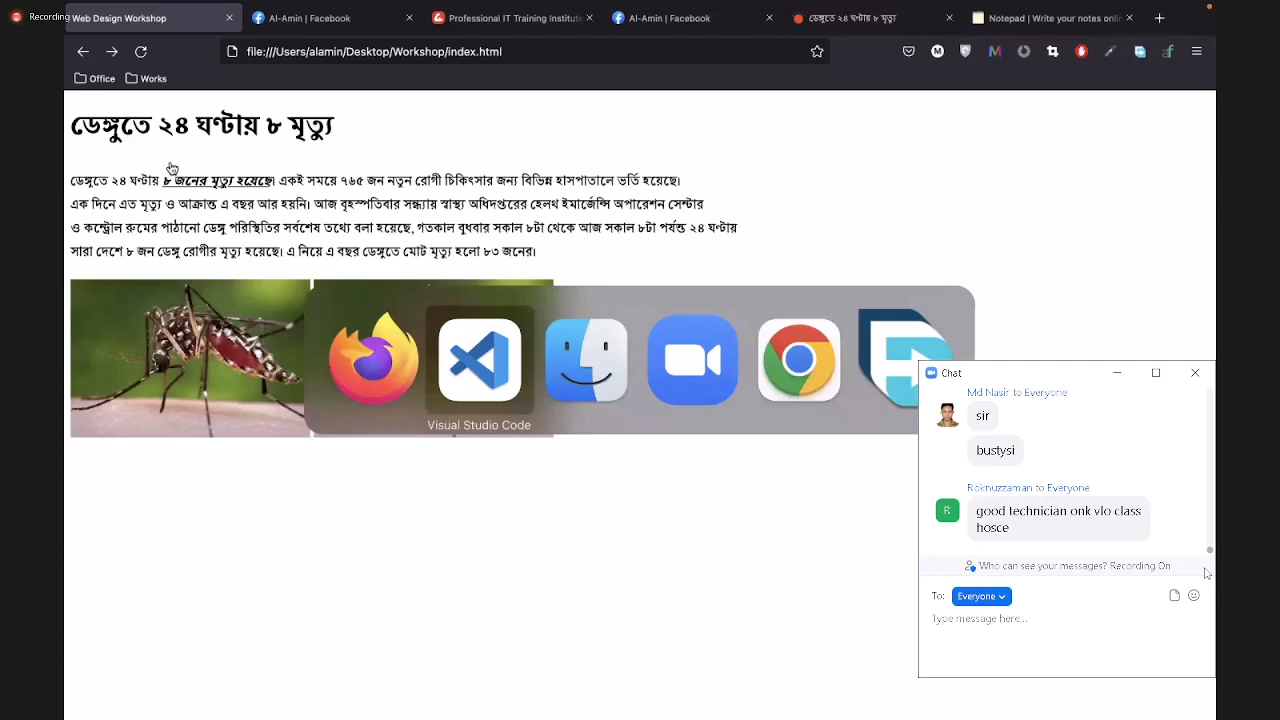 Recording
Web Design Workshop
Al-Amin | Facebook
Professional IT Training Institute
Al-Amin | Facebook
ডেঙ্গুতে ২৪ ঘণ্টায় ৮ মৃত্যু
Notepad | Write your notes onlin
file:///Users/alamin/Desktop/Workshop/index.html
Office
Works
ডেঙ্গুতে ২৪ ঘণ্টায় ৮ মৃত্যু
ডেঙ্গুতে ২৪ ঘণ্টায় ৮ জনের মৃত্যু হয়েছে। একই সময়ে ৭৬৫ জন নতুন রোগী চিকিৎসার জন্য বিভিন্ন হাসপাতালে ভর্তি হয়েছে।
এক দিনে এত মৃত্যু ও আক্রান্ত এ বছর আর হয়নি। আজ বৃহস্পতিবার সন্ধ্যায় স্বাস্থ্য অধিদপ্তরের হেলথ ইমার্জেন্সি অপারেশন সেন্টার
ও কন্ট্রোল রুমের পাঠানো ডেঙ্গু পরিস্থিতির সর্বশেষ তথ্যে বলা হয়েছে, গতকাল বুধবার সকাল ৮টা থেকে আজ সকাল ৮টা পর্যন্ত ২৪ ঘণ্টায়
সারা দেশে ৮ জন ডেঙ্গু রোগীর মৃত্যু হয়েছে। এ নিয়ে এ বছর ডেঙ্গুতে মোট মৃত্যু হলো ৮৩ জনের।
Visual Studio Code
Chat
Md Nasir to Everyone
sir
bustysi
Roknuzzaman to Everyone
R
good technician onk vlo class
hosce
Who can see your messages? Recording On
To: Everyone
Type message here...